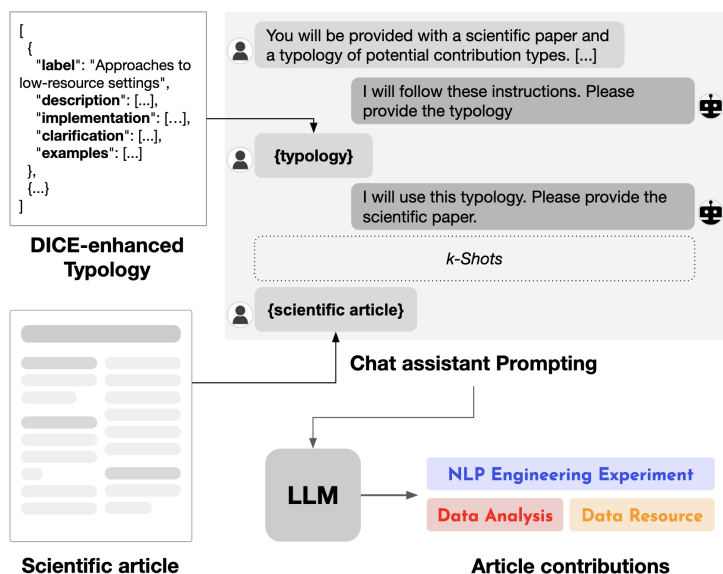 [
{
"label": "Approaches to
low-resource settings",
"description": [...],
"implementation": [...],
"clarification": [...],
"examples": [...]
},
{...}
]
DICE-enhanced
Typology
Scientific article
You will be provided with a scientific paper and
a typology of potential contribution types. [...]
I will follow these instructions. Please
provide the typology
{typology}
I will use this typology. Please provide the
scientific paper.
k-Shots
{scientific article}
Chat assistant Prompting
LLM
NLP Engineering Experiment
Data Analysis
Data Resource
Article contributions